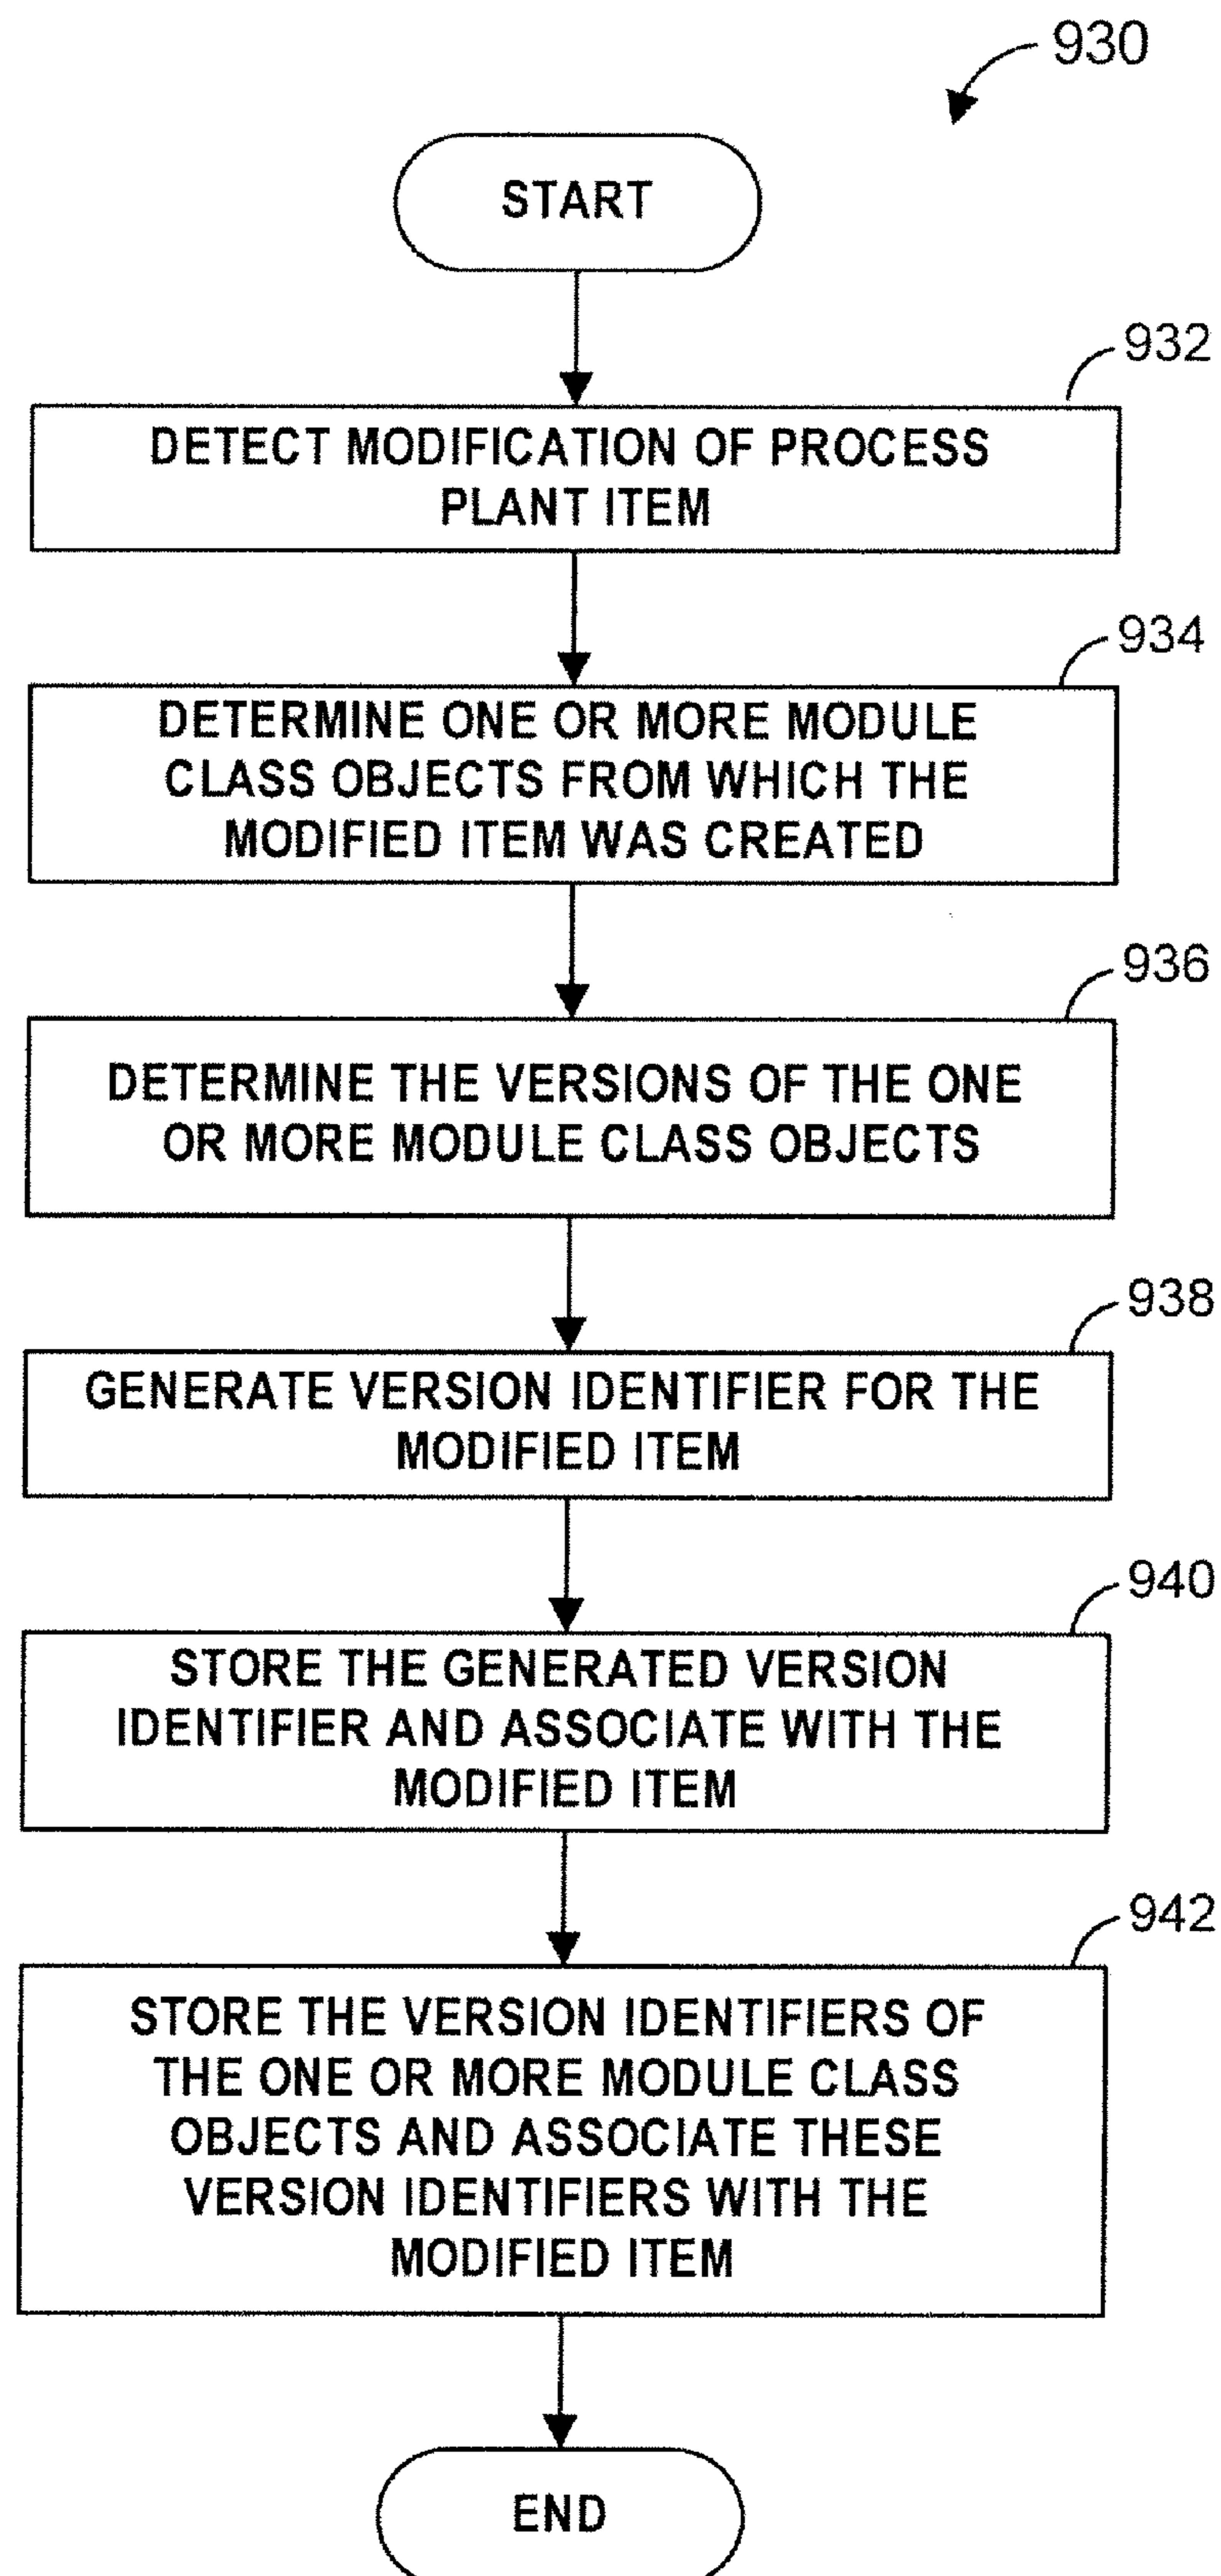 930
START
932
DETECT MODIFICATION OF PROCESS
PLANT ITEM
934
DETERMINE ONE OR MORE MODULE
CLASS OBJECTS FROM WHICH THE
MODIFIED ITEM WAS CREATED
936
DETERMINE THE VERSIONS OF THE ONE
OR MORE MODULE CLASS OBJECTS
938
GENERATE VERSION IDENTIFIER FOR THE
MODIFIED ITEM
940
STORE THE GENERATED VERSION
IDENTIFIER AND ASSOCIATE WITH THE
MODIFIED ITEM
942
STORE THE VERSION IDENTIFIERS OF
THE ONE OR MORE MODULE CLASS
OBJECTS AND ASSOCIATE THESE
VERSION IDENTIFIERS WITH THE
MODIFIED ITEM
END